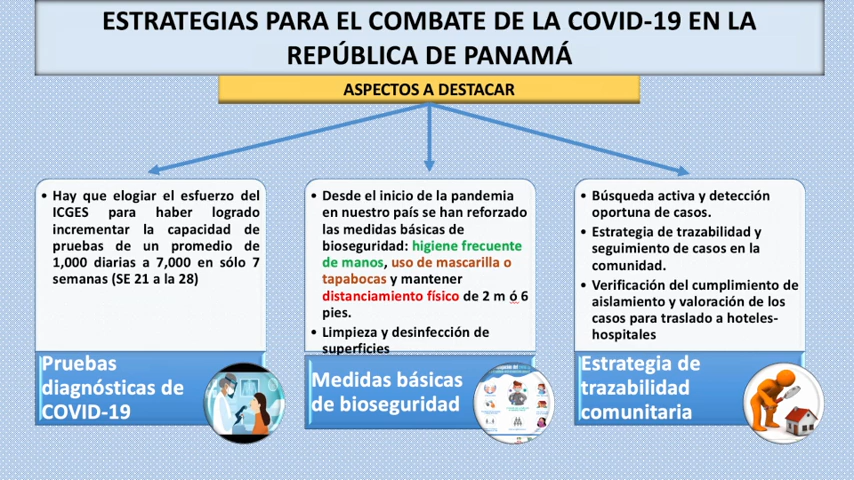 ESTRATEGIAS PARA EL COMBATE DE LA COVID-19 EN LA
REPÚBLICA DE PANAMÁ
ASPECTOS A DESTACAR
• Hay que elogiar el esfuerzo del
ICGES para haber logrado
incrementar la capacidad de
pruebas de un promedio de
1,000 diarias a 7,000 en sólo 7
semanas (SE 21 a la 28)
Pruebas
diagnósticas de
COVID-19
• Desde el inicio de la pandemia
en nuestro país se han reforzado
las medidas básicas de
bioseguridad: higiene frecuente
de manos, uso de mascarilla o
tapabocas y mantener
distanciamiento físico de 2 m ó 6
pies.
• Limpieza y desinfección de
superficies
Medidas básicas
de bioseguridad
• Búsqueda activa y detección
oportuna de casos.
• Estrategia de trazabilidad y
seguimiento de casos en la
comunidad.
• Verificación del cumplimiento de
aislamiento y valoración de los
casos para traslado a hoteles-
hospitales
Estrategia de
trazabilidad
comunitaria